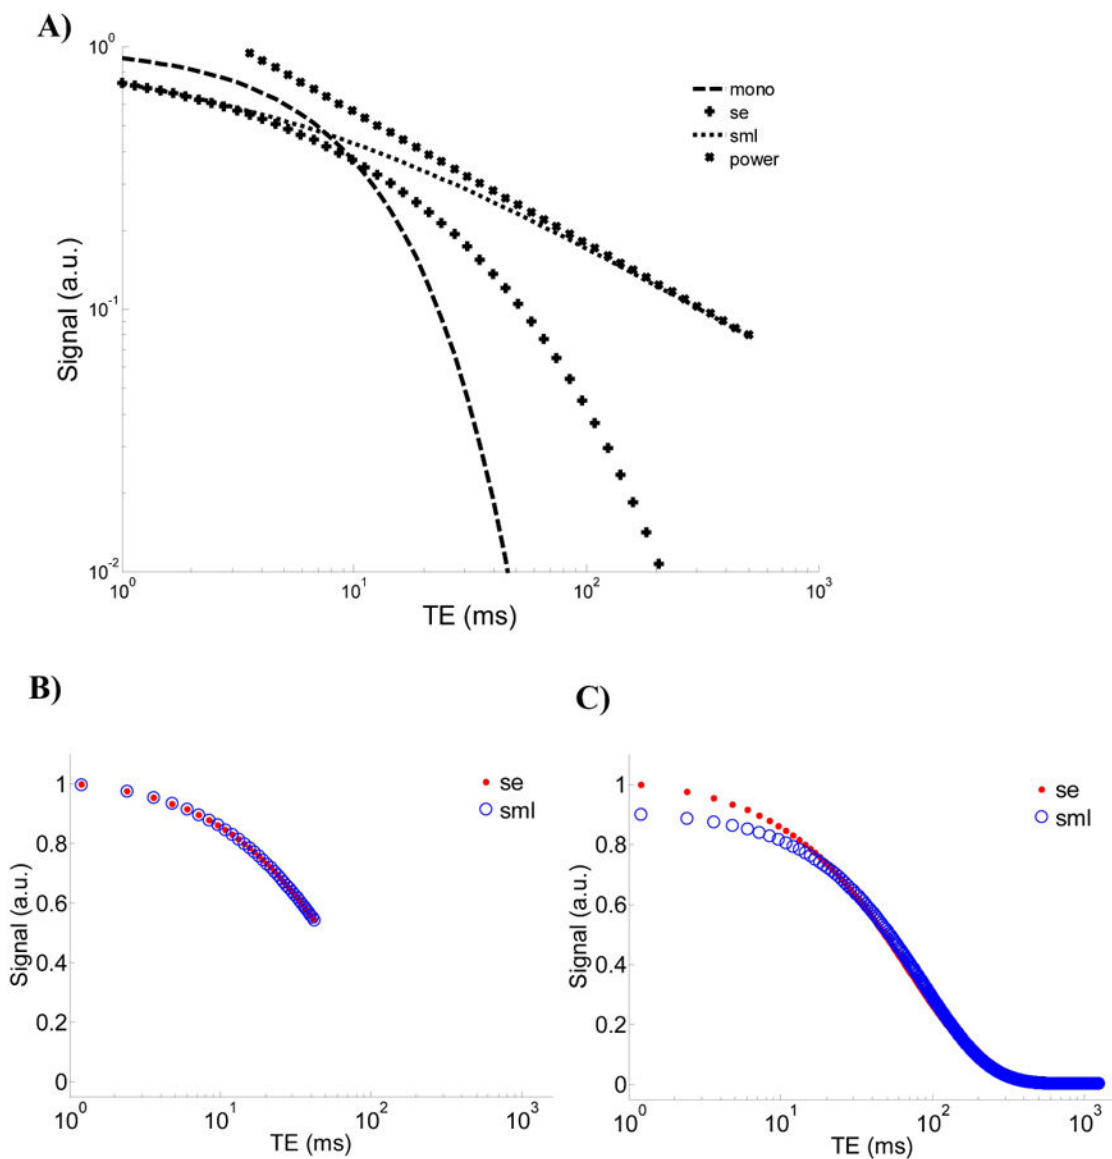 A)
10^0
10^-1
10^-2
Signal (a.u.)
10^0 10^1 10^2 10^3
TE (ms)
mono
se
sml
power
B)
1
0.8
0.6
0.4
0.2
0
Signal (a.u.)
10^0 10^1 10^2 10^3
TE (ms)
se
sml
C)
1
0.8
0.6
0.4
0.2
0
Signal (a.u.)
10^0 10^1 10^2 10^3
TE (ms)
se
sml